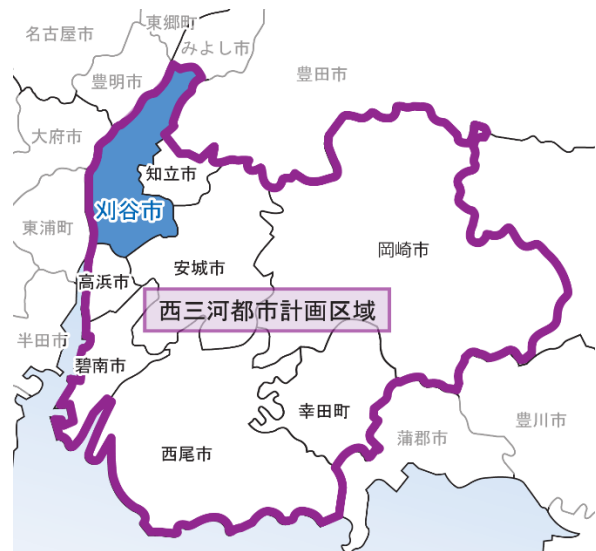 東郷町
名古屋市
みよし市
豊明市
豊田市
大府市
知立市
刈谷市
東浦町
岡崎市
安城市
高浜市
西三河都市計画区域
半田市
碧南市
幸田町
豊川市
蒲郡市
西尾市